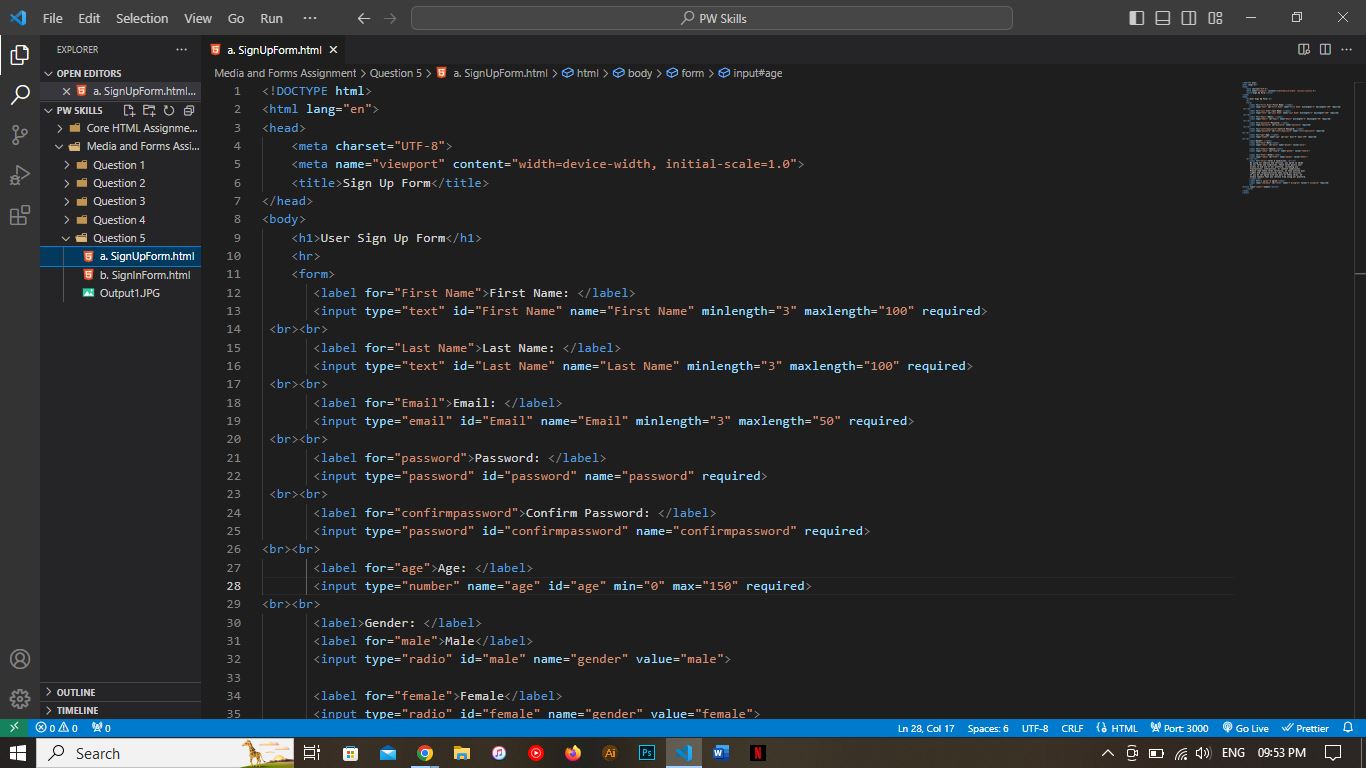 File Edit Selection View Go Run ··· PW Skills
EXPLORER ···
a. SignUpForm.html
OPEN EDITORS
a. SignUpForm.html...
PW SKILLS
Core HTML Assignme...
Media and Forms Assi...
Question 1
Question 2
Question 3
Question 4
Question 5
a. SignUpForm.html
b. SignInForm.html
Output1.JPG
OUTLINE
TIMELINE
Media and Forms Assignment > Question 5 > a. SignUpForm.html > html > body > form > input#age
1 <!DOCTYPE html>
2 <html lang="en">
3 <head>
4 <meta charset="UTF-8">
5 <meta name="viewport" content="width=device-width, initial-scale=1.0">
6 <title>Sign Up Form</title>
7 </head>
8 <body>
9 <h1>User Sign Up Form</h1>
10 <hr>
11 <form>
12 <label for="First Name">First Name: </label>
13 <input type="text" id="First Name" name="First Name" minlength="3" maxlength="100" required>
14 <br><br>
15 <label for="Last Name">Last Name: </label>
16 <input type="text" id="Last Name" name="Last Name" minlength="3" maxlength="100" required>
17 <br><br>
18 <label for="Email">Email: </label>
19 <input type="email" id="Email" name="Email" minlength="3" maxlength="50" required>
20 <br><br>
21 <label for="password">Password: </label>
22 <input type="password" id="password" name="password" required>
23 <br><br>
24 <label for="confirmpassword">Confirm Password: </label>
25 <input type="password" id="confirmpassword" name="confirmpassword" required>
26 <br><br>
27 <label for="age">Age: </label>
28 <input type="number" name="age" id="age" min="0" max="150" required>
29 <br><br>
30 <label>Gender: </label>
31 <label for="male">Male</label>
32 <input type="radio" id="male" name="gender" value="male">
33
34 <label for="female">Female</label>
35 <input type="radio" id="female" name="gender" value="female">
0 0 0 Ln 28, Col 17 Spaces: 6 UTF-8 CRLF HTML Port: 3000 Go Live Prettier
Search Ai Ps W N ENG 09:53 PM